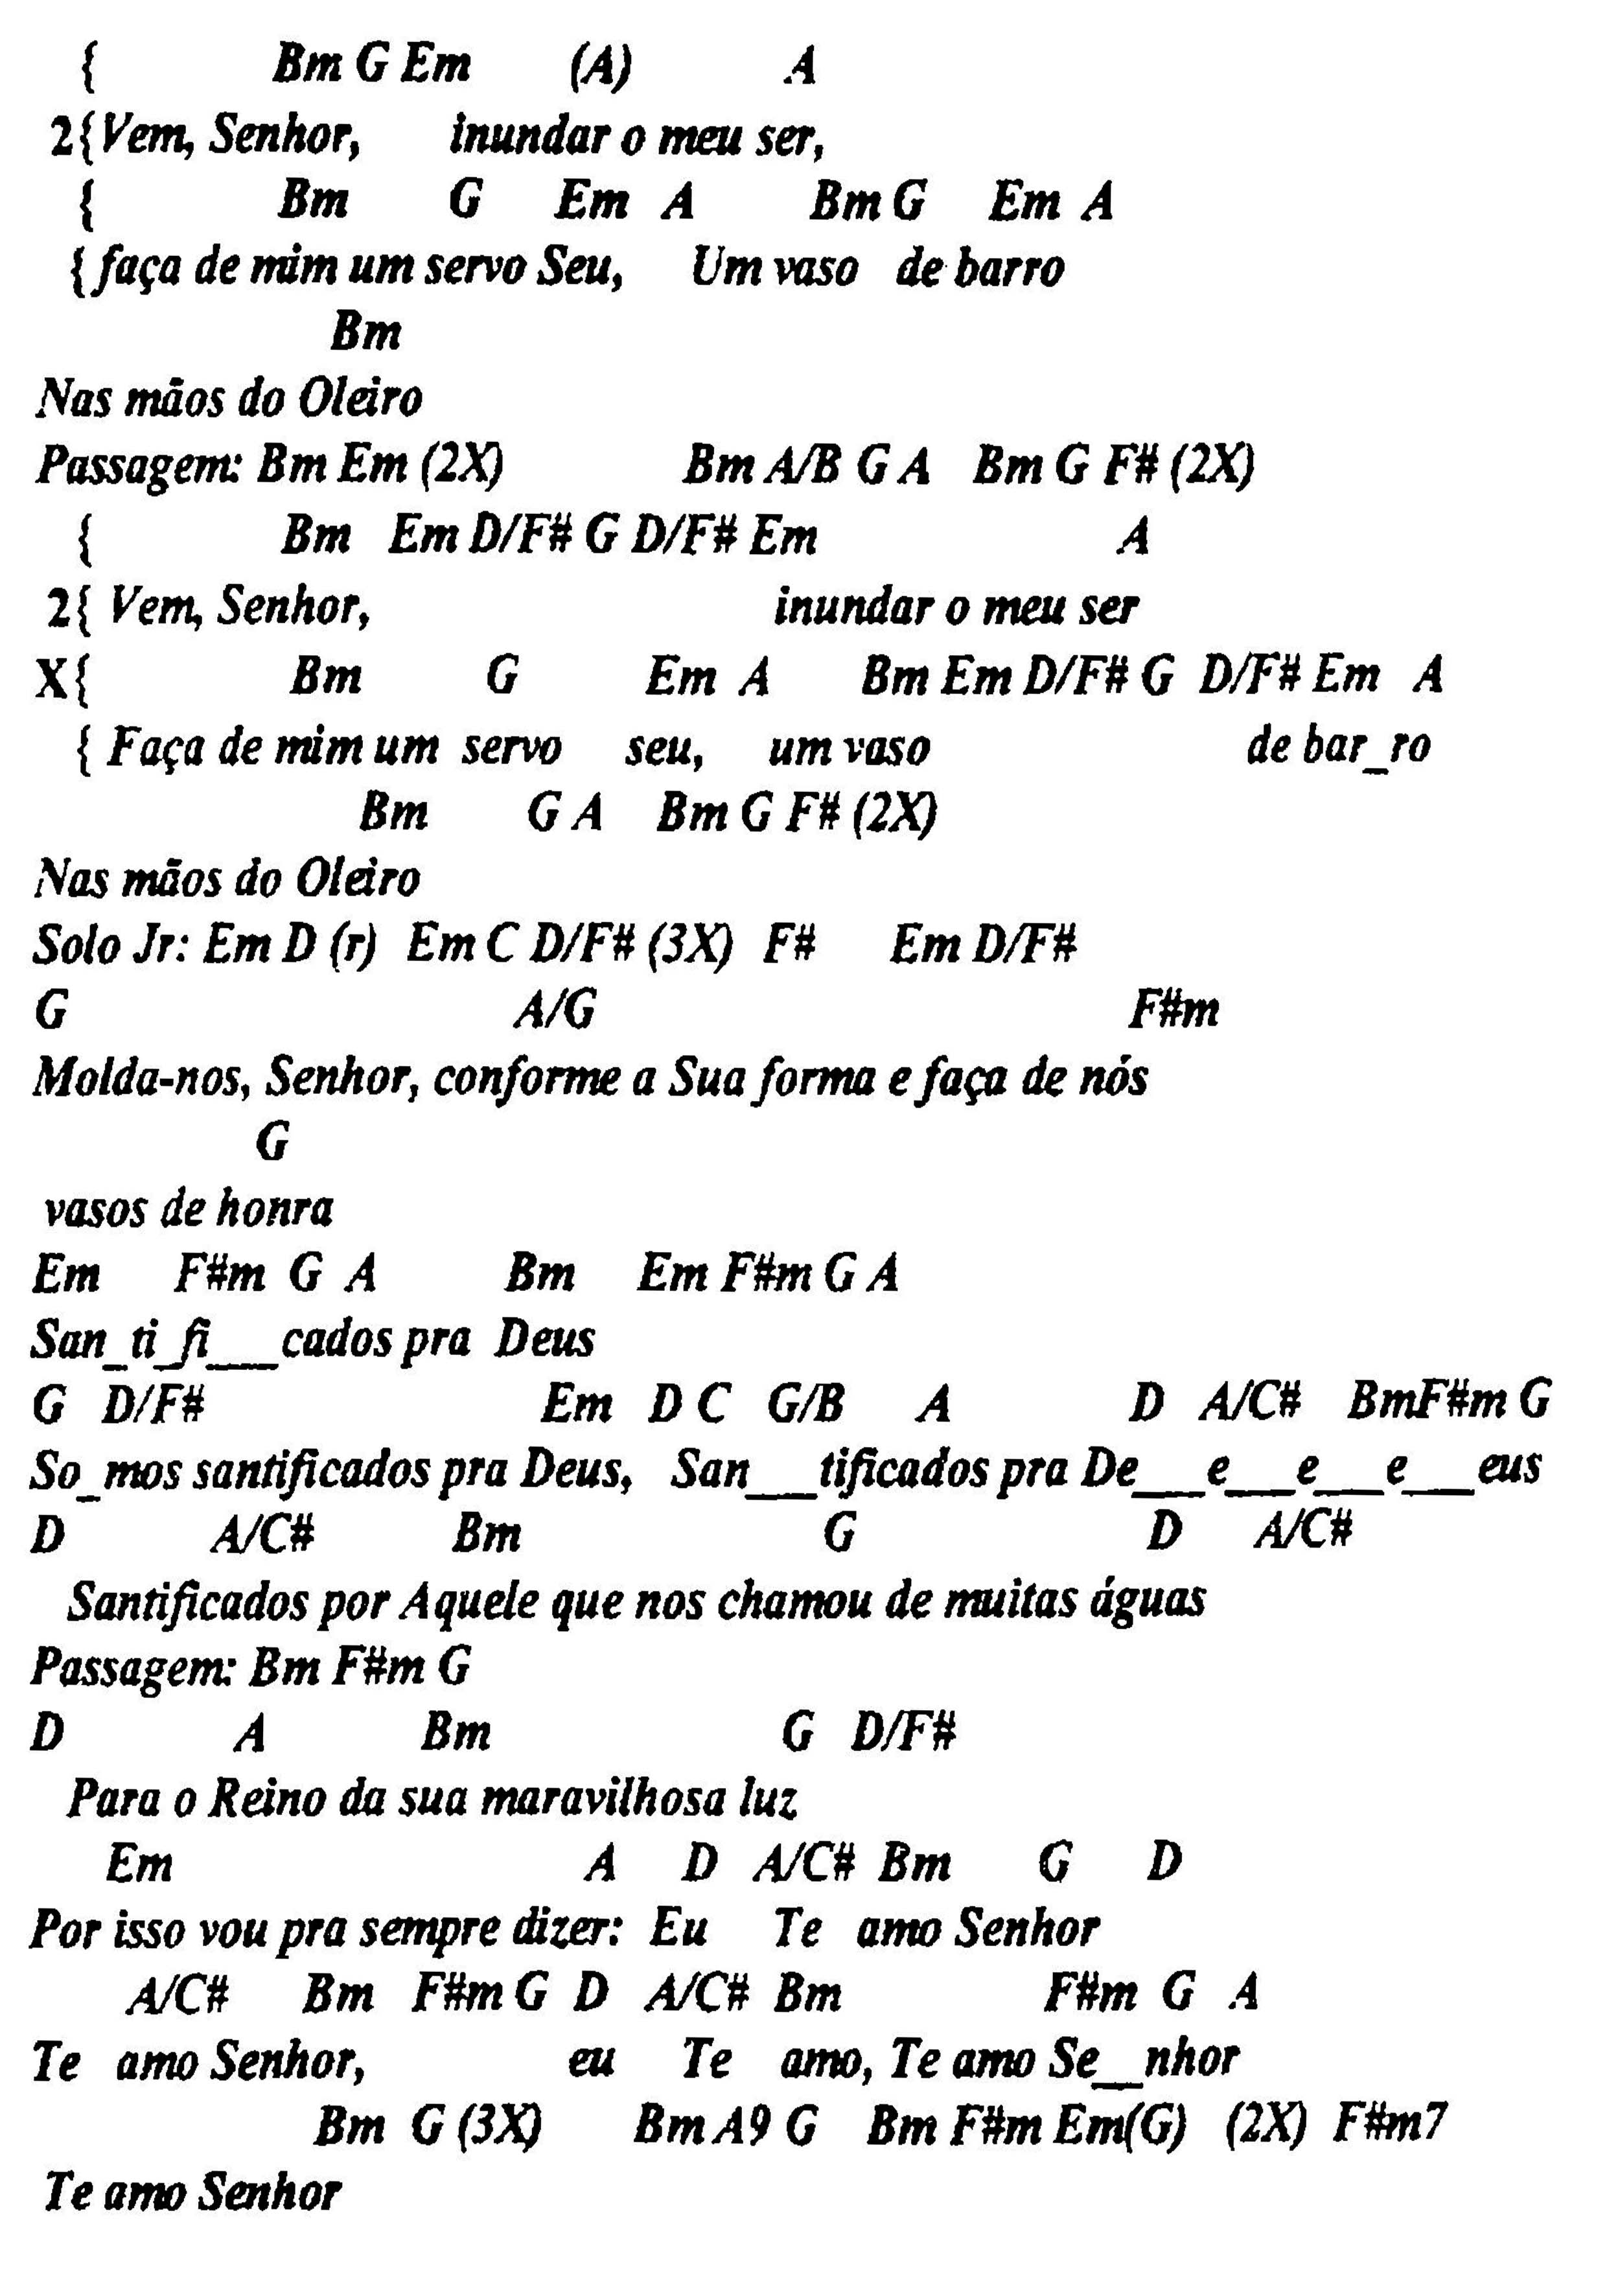 { Bm G Em (A) A
2{Vem, Senhor, inundar o meu ser,
{ Bm G Em A Bm G Em A
{faça de mim um servo Seu, Um vaso de barro
Bm
Nas mãos do Oleiro
Passagem: Bm Em (2X) Bm A/B G A Bm G F# (2X)
{ Bm Em D/F# G D/F# Em A
2{ Vem, Senhor, inundar o meu ser
X{ Bm G Em A Bm Em D/F# G D/F# Em A
{ Faça de mim um servo seu, um vaso de bar_ro
Bm G A Bm G F# (2X)
Nas mãos do Oleiro
Solo Jr: Em D (r) Em C D/F# (3X) F# Em D/F#
G A/G F#m
Molda-nos, Senhor, conforme a Sua forma e faça de nós
G
vasos de honra
Em F#m G A Bm Em F#m G A
San_ti_fi___cados pra Deus
G D/F# Em D C G/B A D A/C# BmF#m G
So_mos santificados pra Deus, San___tificados pra De___e___e___e___eus
D A/C# Bm G D A/C#
Santificados por Aquele que nos chamou de muitas águas
Passagem: Bm F#m G
D A Bm G D/F#
Para o Reino da sua maravilhosa luz
Em A D A/C# Bm G D
Por isso vou pra sempre dizer: Eu Te amo Senhor
A/C# Bm F#m G D A/C# Bm F#m G A
Te amo Senhor, eu Te amo, Te amo Se__nhor
Bm G (3X) Bm A9 G Bm F#m Em(G) (2X) F#m7
Te amo Senhor